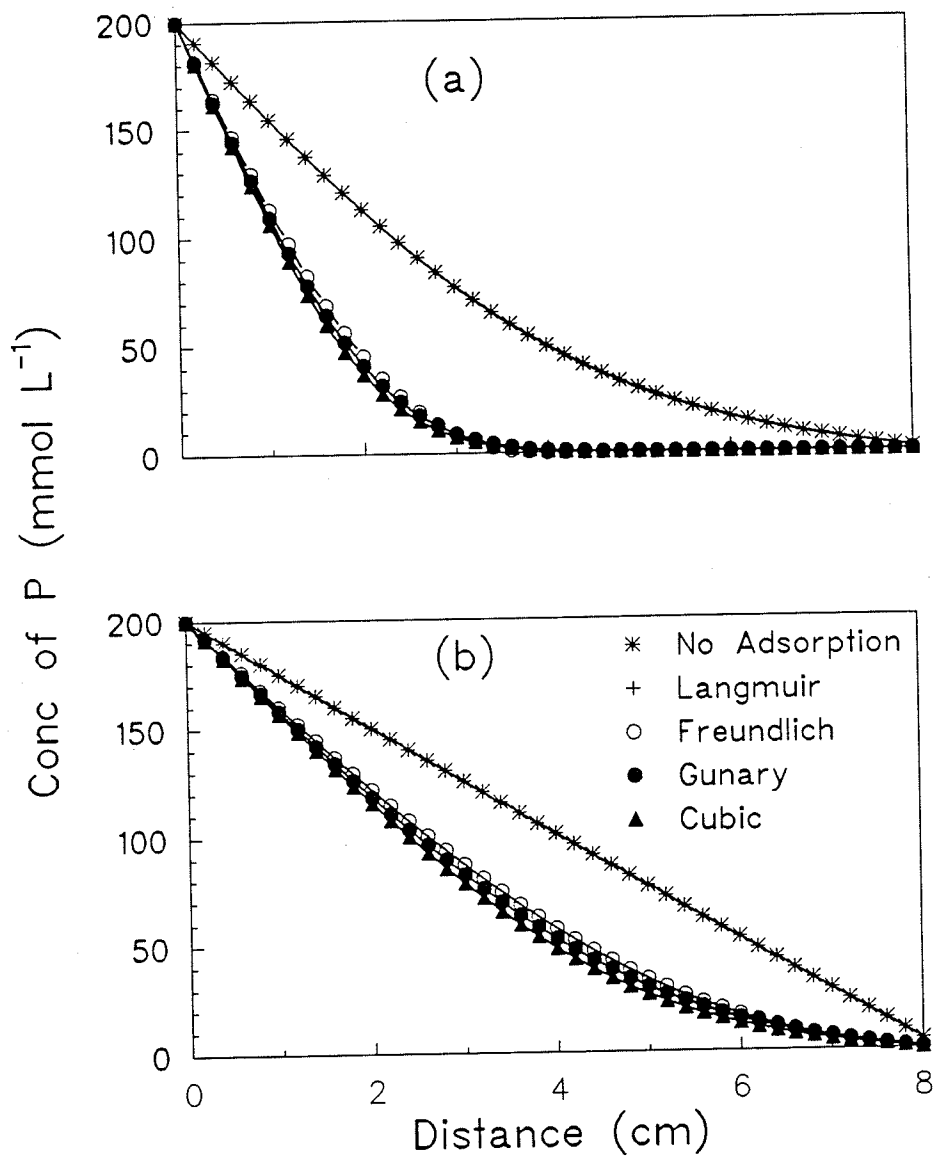 Conc of P (mmol L⁻¹)
200
150
100
50
0
(a)
200
150
100
50
0
(b)
No Adsorption
Langmuir
Freundlich
Gunary
Cubic
0 2 4 6 8
Distance (cm)